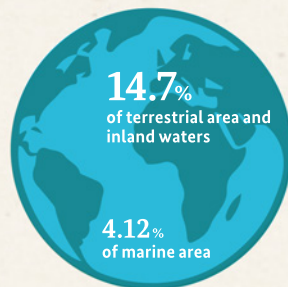 14.7%
of terrestrial area and
inland waters
4.12%
of marine area